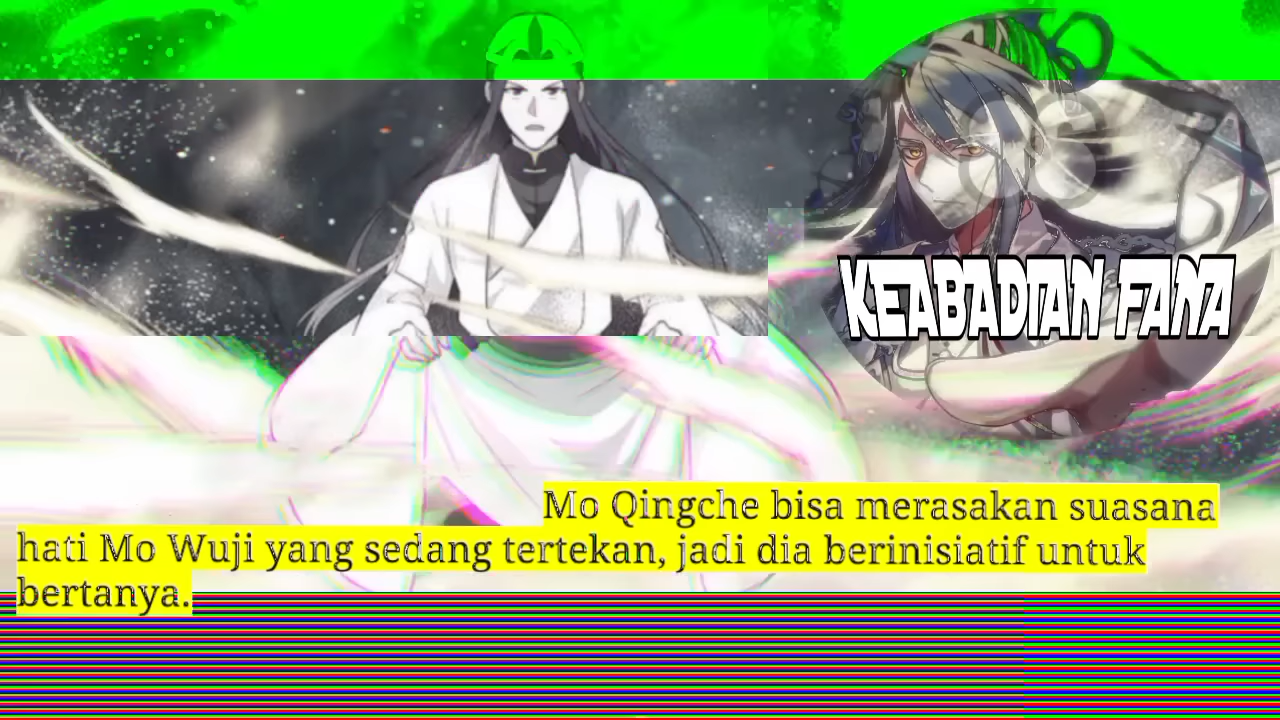 KEABADIAN FANA
Mo Qingche bisa merasakan suasana
hati Mo Wuji yang sedang tertekan, jadi dia berinisiatif untuk
bertanya.